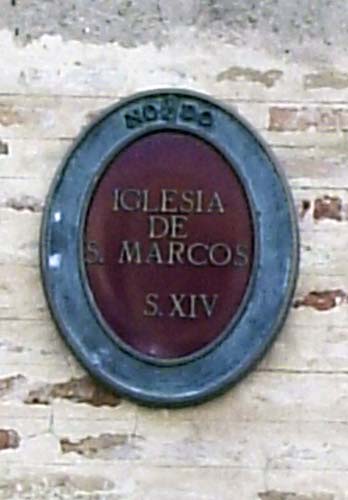 NO8DO
IGLESIA
DE
S. MARCOS
S. XIV